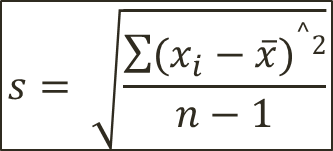 s = √(∑(xᵢ − x̄)^²/(n − 1))